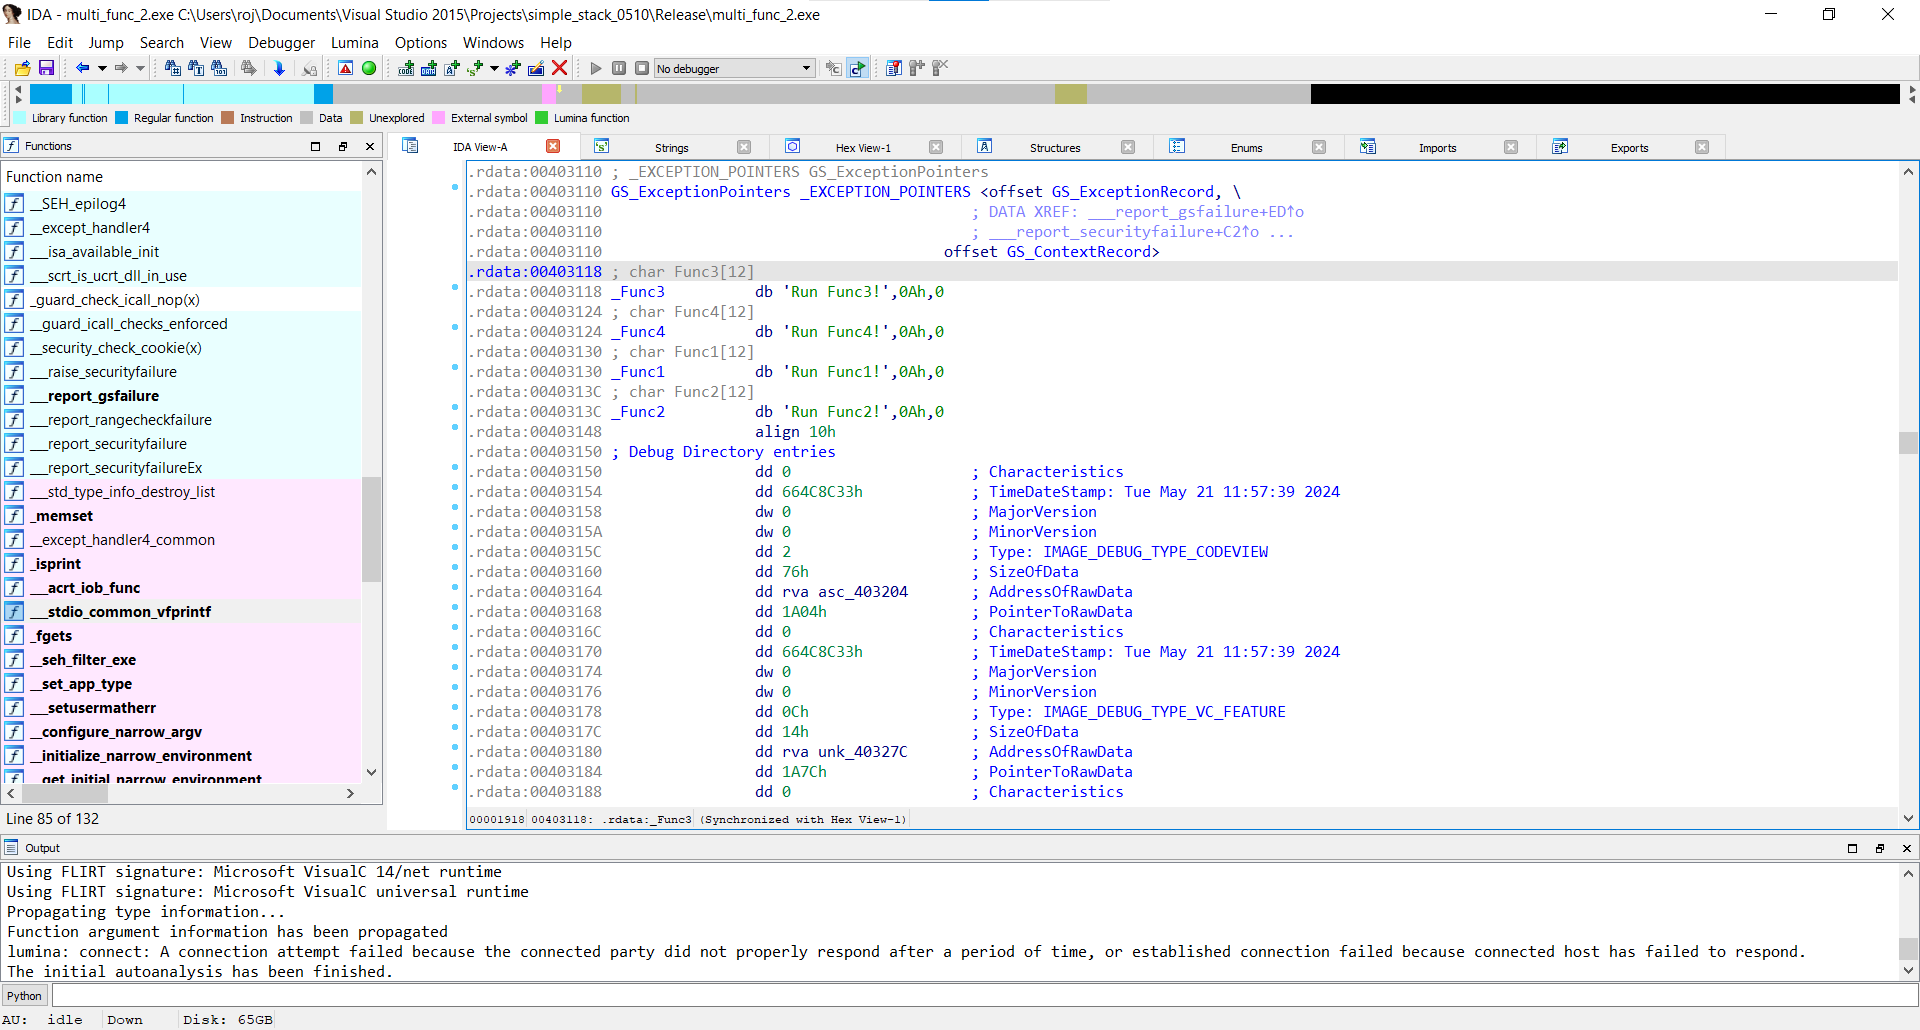 IDA - multi_func_2.exe C:\Users\roj\Documents\Visual Studio 2015\Projects\simple_stack_0510\Release\multi_func_2.exe
File Edit Jump Search View Debugger Lumina Options Windows Help
No debugger
Library function Regular function Instruction Data Unexplored External symbol Lumina function
Functions
Function name
__SEH_epilog4
__except_handler4
___isa_available_init
___scrt_is_ucrt_dll_in_use
_guard_check_icall_nop(x)
__guard_icall_checks_enforced
__security_check_cookie(x)
___raise_securityfailure
___report_gsfailure
___report_rangecheckfailure
___report_securityfailure
___report_securityfailureEx
___std_type_info_destroy_list
_memset
__except_handler4_common
_isprint
___acrt_iob_func
___stdio_common_vfprintf
_fgets
__seh_filter_exe
__set_app_type
___setusermatherr
__configure_narrow_argv
__initialize_narrow_environment
__get_initial_narrow_environment
Line 85 of 132
IDA View-A Strings Hex View-1 Structures Enums Imports Exports
.rdata:00403110 ; _EXCEPTION_POINTERS GS_ExceptionPointers
.rdata:00403110 GS_ExceptionPointers _EXCEPTION_POINTERS <offset GS_ExceptionRecord, \
.rdata:00403110 ; DATA XREF: ___report_gsfailure+ED↑o
.rdata:00403110 ; ___report_securityfailure+C2↑o ...
.rdata:00403110 offset GS_ContextRecord>
.rdata:00403118 ; char Func3[12]
.rdata:00403118 _Func3 db 'Run Func3!',0Ah,0
.rdata:00403124 ; char Func4[12]
.rdata:00403124 _Func4 db 'Run Func4!',0Ah,0
.rdata:00403130 ; char Func1[12]
.rdata:00403130 _Func1 db 'Run Func1!',0Ah,0
.rdata:0040313C ; char Func2[12]
.rdata:0040313C _Func2 db 'Run Func2!',0Ah,0
.rdata:00403148 align 10h
.rdata:00403150 ; Debug Directory entries
.rdata:00403150 dd 0 ; Characteristics
.rdata:00403154 dd 664C8C33h ; TimeDateStamp: Tue May 21 11:57:39 2024
.rdata:00403158 dw 0 ; MajorVersion
.rdata:0040315A dw 0 ; MinorVersion
.rdata:0040315C dd 2 ; Type: IMAGE_DEBUG_TYPE_CODEVIEW
.rdata:00403160 dd 76h ; SizeOfData
.rdata:00403164 dd rva asc_403204 ; AddressOfRawData
.rdata:00403168 dd 1A04h ; PointerToRawData
.rdata:0040316C dd 0 ; Characteristics
.rdata:00403170 dd 664C8C33h ; TimeDateStamp: Tue May 21 11:57:39 2024
.rdata:00403174 dw 0 ; MajorVersion
.rdata:00403176 dw 0 ; MinorVersion
.rdata:00403178 dd 0Ch ; Type: IMAGE_DEBUG_TYPE_VC_FEATURE
.rdata:0040317C dd 14h ; SizeOfData
.rdata:00403180 dd rva unk_40327C ; AddressOfRawData
.rdata:00403184 dd 1A7Ch ; PointerToRawData
.rdata:00403188 dd 0 ; Characteristics
00001918 00403118: .rdata:_Func3 (Synchronized with Hex View-1)
Output
Using FLIRT signature: Microsoft VisualC 14/net runtime
Using FLIRT signature: Microsoft VisualC universal runtime
Propagating type information...
Function argument information has been propagated
lumina: connect: A connection attempt failed because the connected party did not properly respond after a period of time, or established connection failed because connected host has failed to respond.
The initial autoanalysis has been finished.
Python
AU: idle Down Disk: 65GB